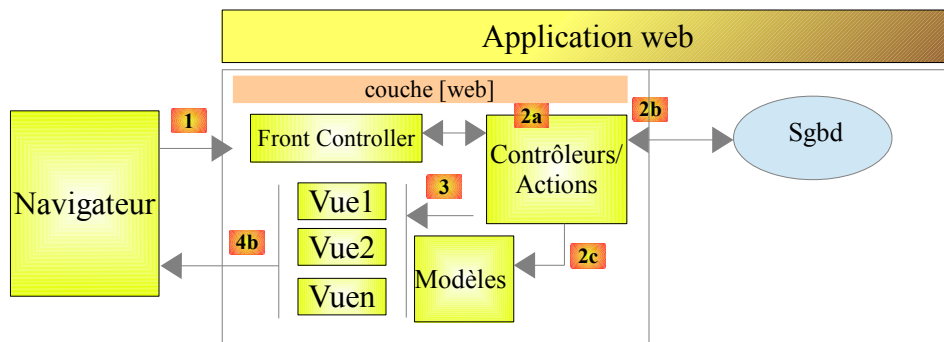 Application web
couche [web]
1
2a
2b
Front Controller
Contrôleurs/
Actions
Sgbd
Navigateur
Vue1
3
Vue2
4b
2c
Modèles
Vuen